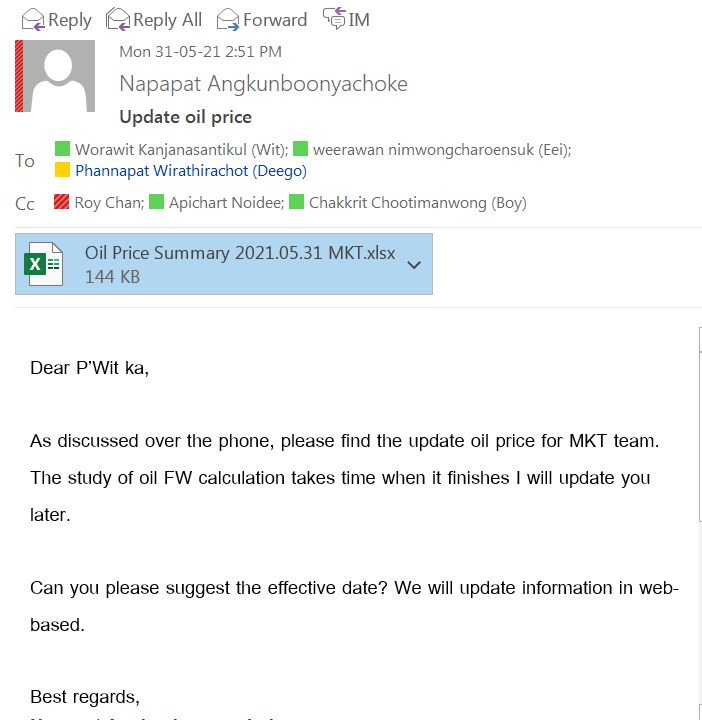 Reply Reply All Forward IM
Mon 31-05-21 2:51 PM
Napapat Angkunboonyachoke
Update oil price
To Worawit Kanjanasantikul (Wit); weerawan nimwongcharoensuk (Eei);
Phannapat Wirathirachot (Deego)
Cc Roy Chan; Apichart Noidee; Chakkrit Chootimanwong (Boy)
X Oil Price Summary 2021.05.31 MKT.xlsx
144 KB
Dear P'Wit ka,
As discussed over the phone, please find the update oil price for MKT team.
The study of oil FW calculation takes time when it finishes I will update you
later.
Can you please suggest the effective date? We will update information in web-
based.
Best regards,